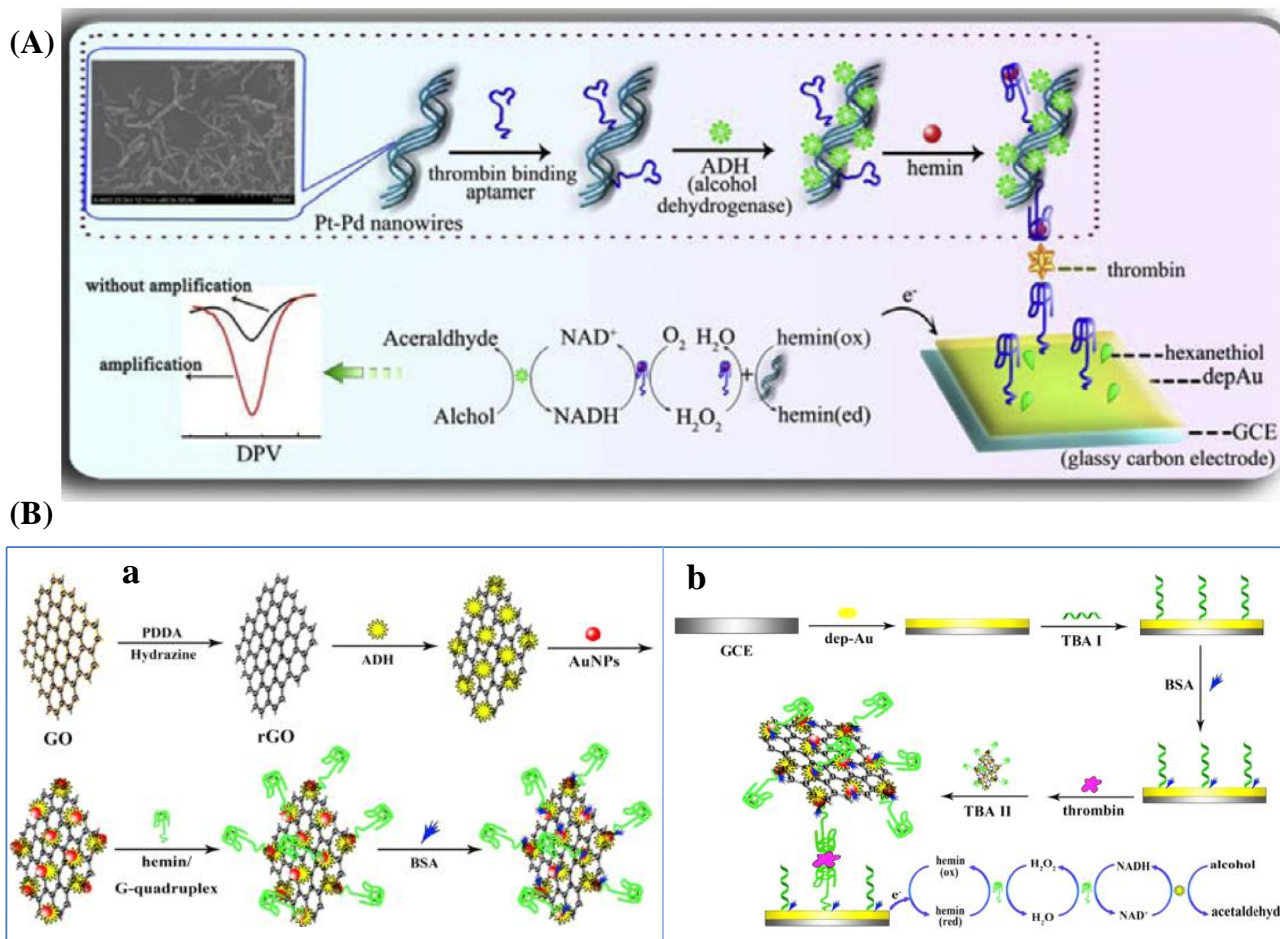 (A)
Pt-Pd nanowires
thrombin binding
aptamer
ADH
(alcohol
dehydrogenase)
hemin
thrombin
without amplification
amplification
DPV
Aceraldhyde
NAD⁺
O₂
H₂O
hemin(ox)
e⁻
+
Alchol
NADH
H₂O₂
hemin(ed)
hexanethiol
depAu
GCE
(glassy carbon electrode)
(B)
a
PDDA
Hydrazine
ADH
AuNPs
GO
rGO
hemin/
G-quadruplex
BSA
b
GCE
dep-Au
TBA I
BSA
TBA II
thrombin
e⁻
hemin
(ox)
H₂O₂
NADH
alcohol
hemin
(red)
H₂O
NAD⁺
acetaldehyd